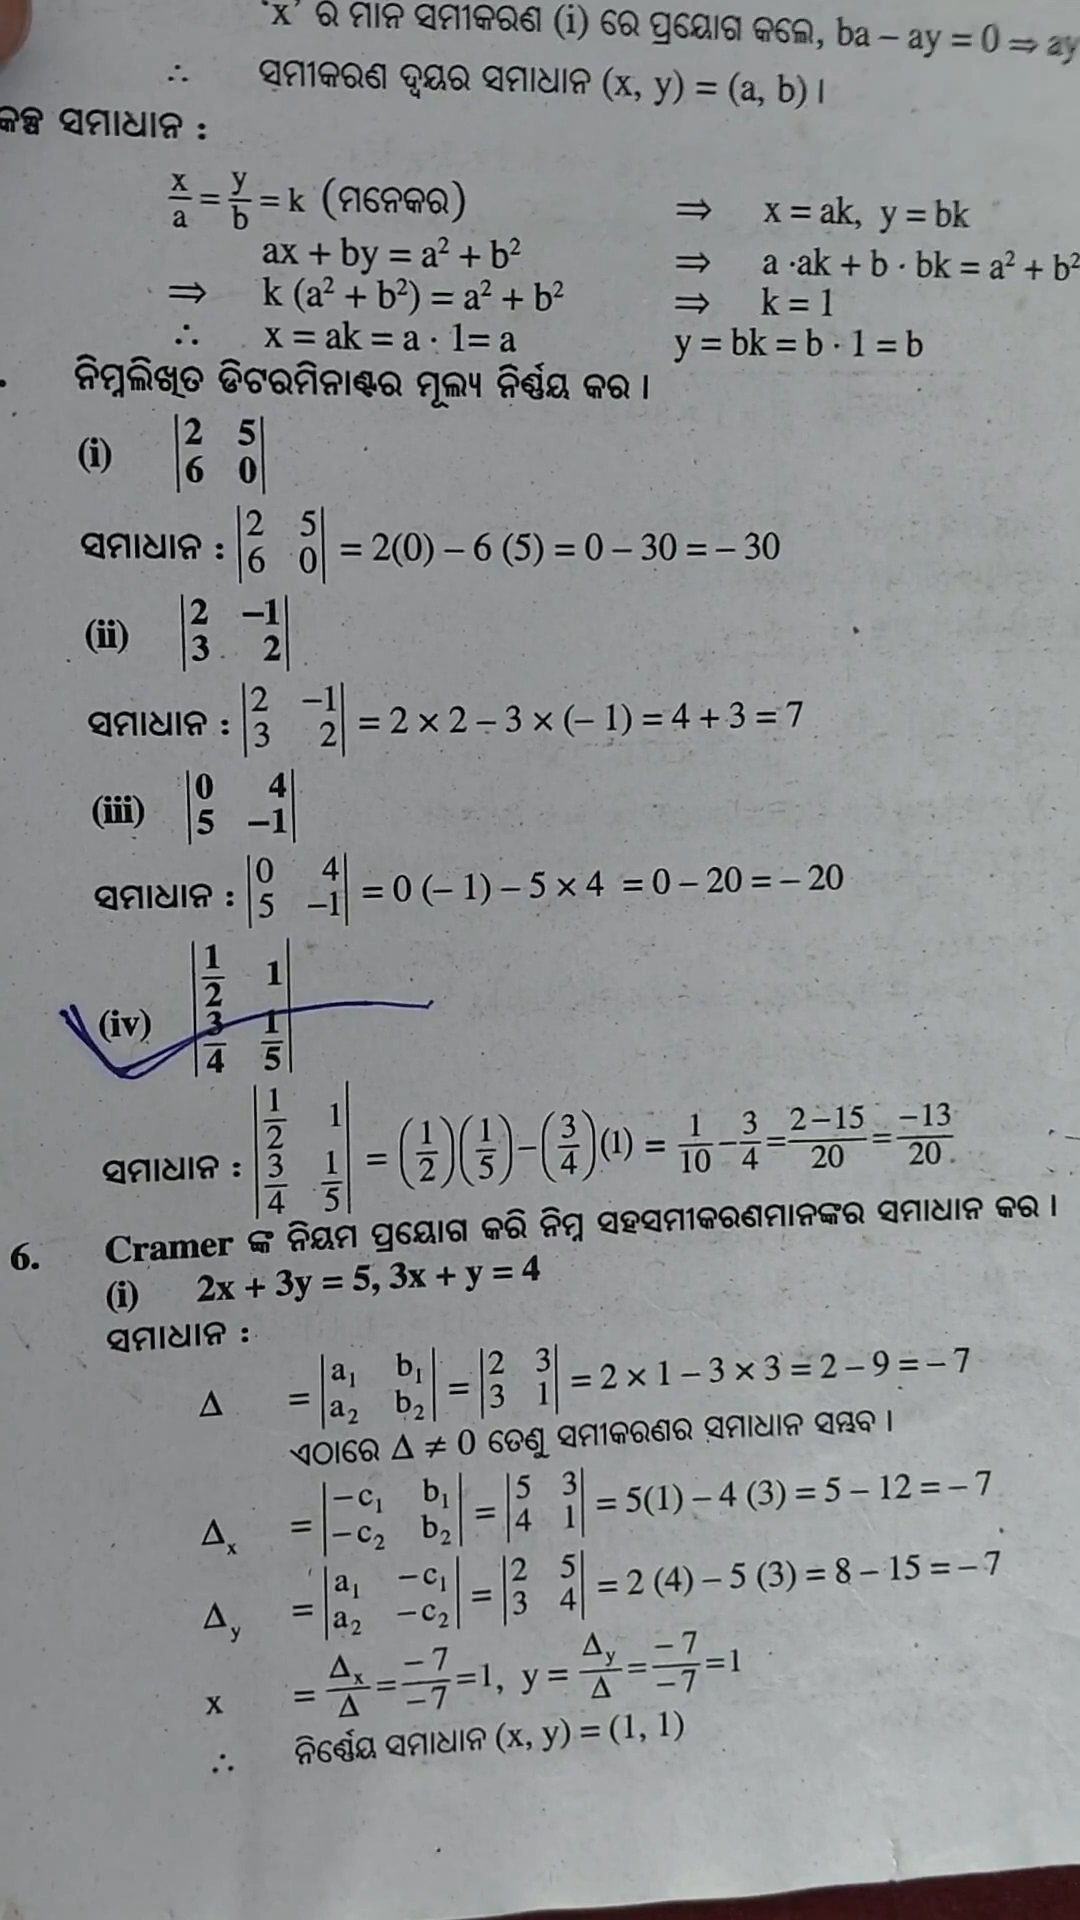 'x' ର ମାନ ସମୀକରଣ (i) ରେ ପ୍ରୟୋଗ କଲେ, ba – ay = 0 ⇒ ay
∴ ସମୀକରଣ ଦ୍ୱୟର ସମାଧାନ (x, y) = (a, b) ।
ସମାଧାନ :
x/a = y/b = k (ମନେକର) ⇒ x = ak, y = bk
ax + by = a² + b² ⇒ a ·ak + b · bk = a² + b²
⇒ k (a² + b²) = a² + b² ⇒ k = 1
∴ x = ak = a · 1= a y = bk = b · 1 = b
ନିମ୍ନଲିଖିତ ଡିଟରମିନାଣ୍ଟର ମୂଲ୍ୟ ନିର୍ଣ୍ଣୟ କର ।
(i) |2 5|
|6 0|
ସମାଧାନ : |2 5; 6 0| = 2(0) – 6 (5) = 0 – 30 = – 30
(ii) |2 –1|
|3 2|
ସମାଧାନ : |2 –1; 3 2| = 2 × 2 – 3 × (– 1) = 4 + 3 = 7
(iii) |0 4|
|5 –1|
ସମାଧାନ : |0 4; 5 –1| = 0 (– 1) – 5 × 4 = 0 – 20 = – 20
(iv) |1/2 1|
|3/4 1/5|
ସମାଧାନ : |1/2 1; 3/4 1/5| = (1/2)(1/5) – (3/4)(1) = 1/10 – 3/4 = 2 – 15/20 = –13/20
6. Cramer ଙ୍କ ନିୟମ ପ୍ରୟୋଗ କରି ନିମ୍ନ ସହସମୀକରଣମାନଙ୍କର ସମାଧାନ କର ।
(i) 2x + 3y = 5, 3x + y = 4
ସମାଧାନ :
Δ = |a₁ b₁; a₂ b₂| = |2 3; 3 1| = 2 × 1 – 3 × 3 = 2 – 9 = – 7
ଏଠାରେ Δ ≠ 0 ତେଣୁ ସମୀକରଣର ସମାଧାନ ସମ୍ଭବ ।
Δₓ = |–c₁ b₁; –c₂ b₂| = |5 3; 4 1| = 5(1) – 4 (3) = 5 – 12 = – 7
Δy = |a₁ –c₁; a₂ –c₂| = |2 5; 3 4| = 2 (4) – 5 (3) = 8 – 15 = – 7
x = Δₓ/Δ = – 7/– 7 = 1, y = Δy/Δ = – 7/– 7 = 1
∴ ନିର୍ଣ୍ଣେୟ ସମାଧାନ (x, y) = (1, 1)